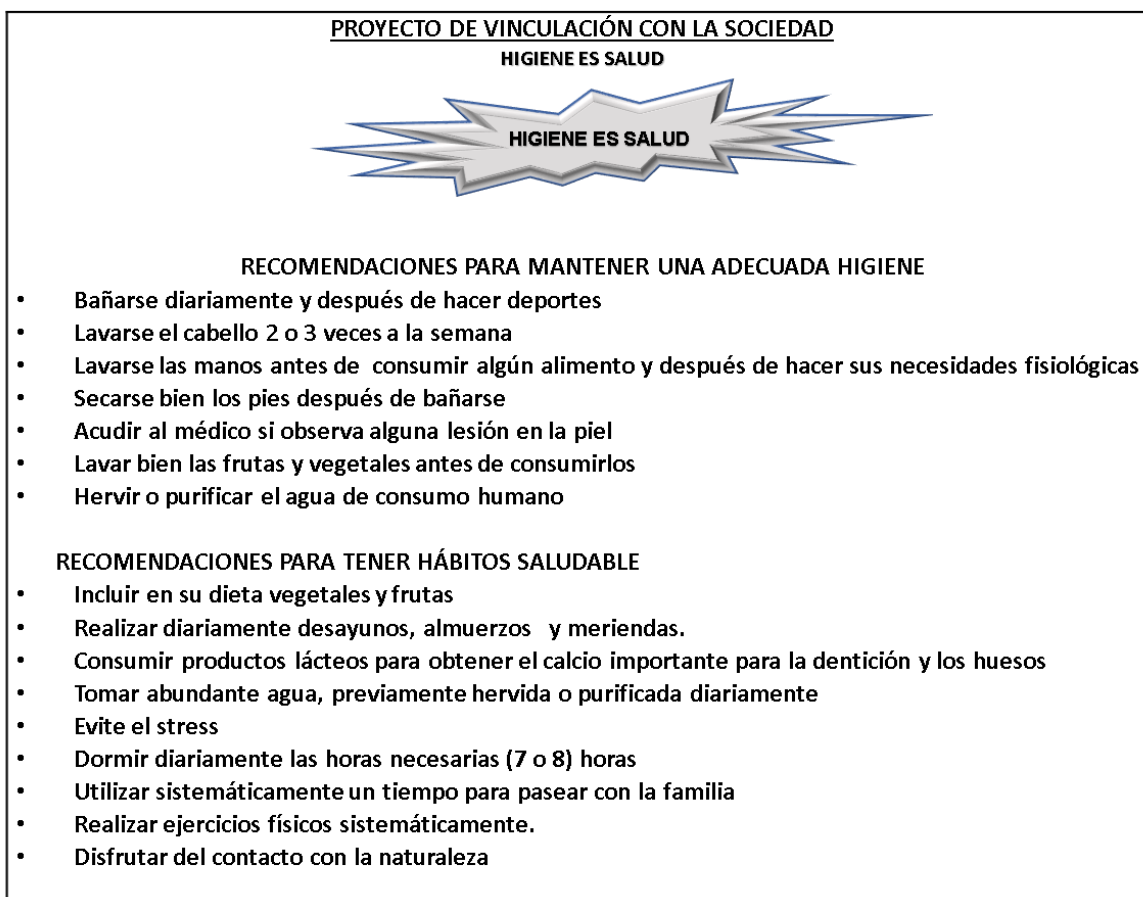 PROYECTO DE VINCULACIÓN CON LA SOCIEDAD
HIGIENE ES SALUD
HIGIENE ES SALUD
RECOMENDACIONES PARA MANTENER UNA ADECUADA HIGIENE
• Bañarse diariamente y después de hacer deportes
• Lavarse el cabello 2 o 3 veces a la semana
• Lavarse las manos antes de consumir algún alimento y después de hacer sus necesidades fisiológicas
• Secarse bien los pies después de bañarse
• Acudir al médico si observa alguna lesión en la piel
• Lavar bien las frutas y vegetales antes de consumirlos
• Hervir o purificar el agua de consumo humano
RECOMENDACIONES PARA TENER HÁBITOS SALUDABLE
• Incluir en su dieta vegetales y frutas
• Realizar diariamente desayunos, almuerzos y meriendas.
• Consumir productos lácteos para obtener el calcio importante para la dentición y los huesos
• Tomar abundante agua, previamente hervida o purificada diariamente
• Evite el stress
• Dormir diariamente las horas necesarias (7 o 8) horas
• Utilizar sistemáticamente un tiempo para pasear con la familia
• Realizar ejercicios físicos sistemáticamente.
• Disfrutar del contacto con la naturaleza